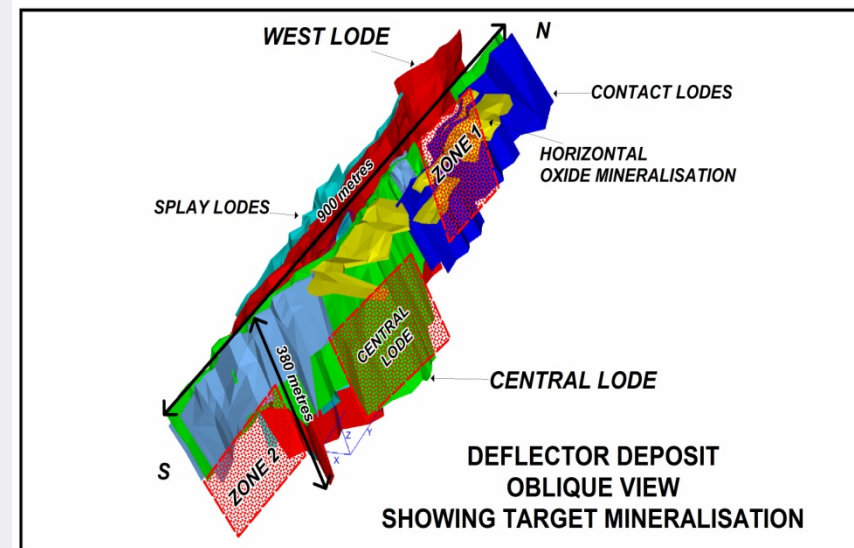 WEST LODE
N
CONTACT LODES
ZONE 1
HORIZONTAL
OXIDE MINERALISATION
SPLAY LODES
900 metres
CENTRAL
LODE
380 metres
CENTRAL LODE
S
ZONE 2
Z
Y
X
DEFLECTOR DEPOSIT
OBLIQUE VIEW
SHOWING TARGET MINERALISATION